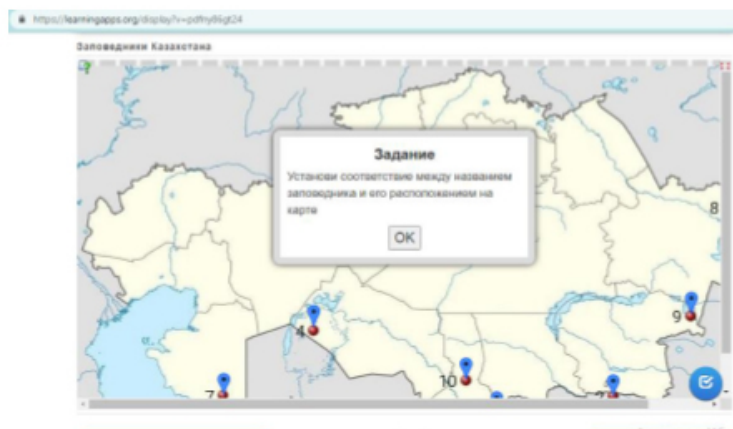 https://learningapps.org/display?v=pdfny86gt24
Заповедники Казахстана
?
Задание
Установи соответствие между названием
заповедника и его расположением на
карте
OK
8
9
4
10
7